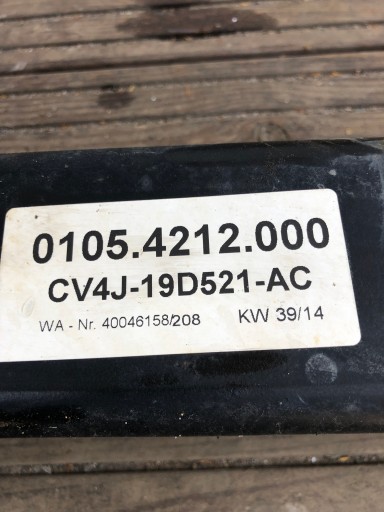 0105.4212.000
CV4J-19D521-AC
WA - Nr. 40046158/208 KW 39/14